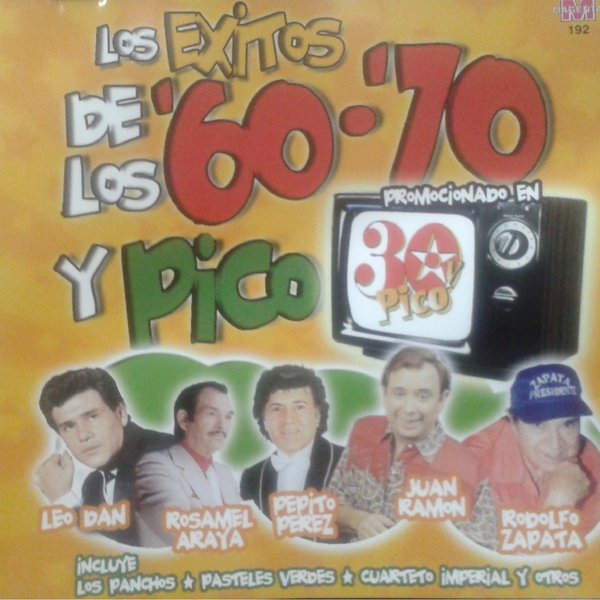 MAGENTA
192
LOS EXITOS
DE '60-'70
LOS
Y PICO
PROMOCIONADO EN
30 y
PICO
ZAPATA
PRESIDENTE
LEO DAN
ROSAMEL
ARAYA
PEPITO
PEREZ
JUAN
RAMON
RODOLFO
ZAPATA
INCLUYE
LOS PANCHOS ★ PASTELES VERDES ★ CUARTETO IMPERIAL Y OTROS